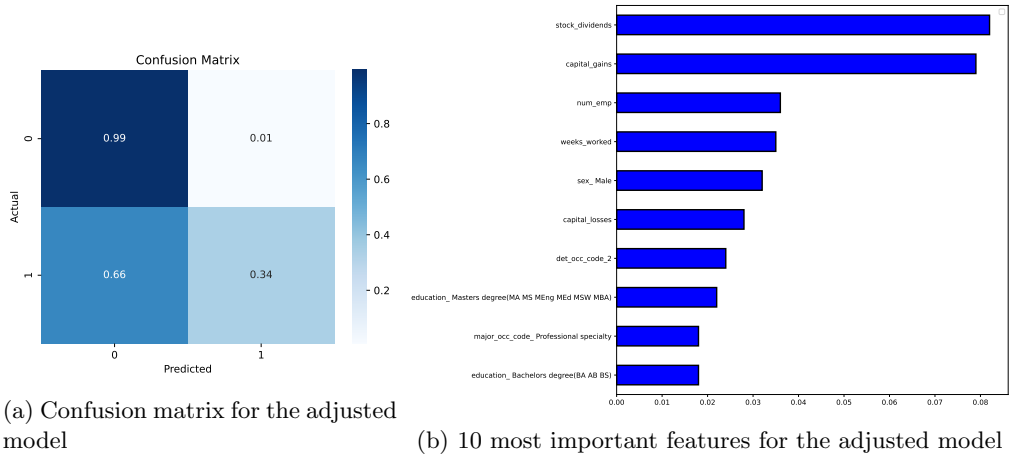 Confusion Matrix
0.99
0.01
0.66
0.34
0
1
Actual
0
1
Predicted
0.8
0.6
0.4
0.2
(a) Confusion matrix for the adjusted
model
stock_dividends
capital_gains
num_emp
weeks_worked
sex_ Male
capital_losses
det_occ_code_2
education_ Masters degree(MA MS MEng MEd MSW MBA)
major_occ_code_ Professional specialty
education_ Bachelors degree(BA AB BS)
0.00 0.01 0.02 0.03 0.04 0.05 0.06 0.07 0.08
(b) 10 most important features for the adjusted model